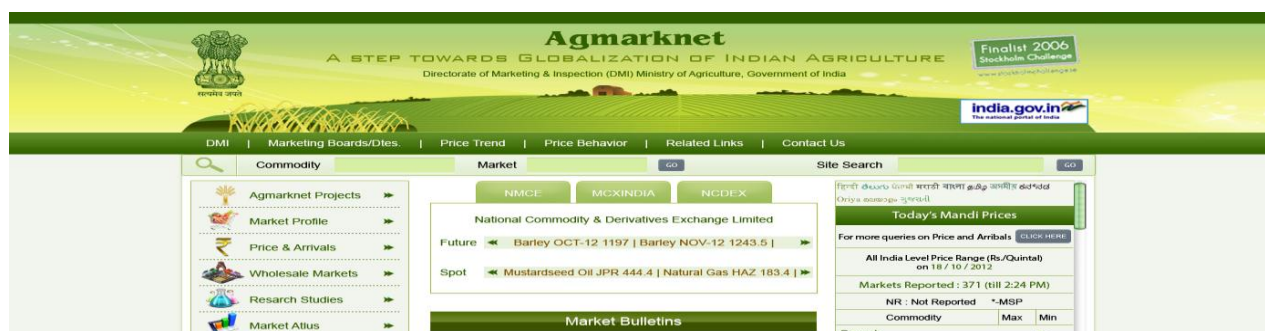 Agmarknet
A STEP TOWARDS GLOBALIZATION OF INDIAN AGRICULTURE
Directorate of Marketing & Inspection (DMI) Ministry of Agriculture, Government of India
सत्यमेव जयते
Finalist 2006
Stockholm Challenge
india.gov.in
The national portal of India
DMI | Marketing Boards/Dtes. | Price Trend | Price Behavior | Related Links | Contact Us
Commodity Market GO Site Search GO
Agmarknet Projects
Market Profile
Price & Arrivals
Wholesale Markets
Resarch Studies
Market Atlus
NMCE MCXINDIA NCDEX
National Commodity & Derivatives Exchange Limited
Future Barley OCT-12 1197 | Barley NOV-12 1243.5 |
Spot Mustardseed Oil JPR 444.4 | Natural Gas HAZ 183.4 |
Market Bulletins
हिन्दी తెలుగు मराठी বাংলা தமிழ்
Oriya ગુજરાતી
Today's Mandi Prices
For more queries on Price and Arribals CLICK HERE
All India Level Price Range (Rs./Quintal)
on 18 / 10 / 2012
Markets Reported : 371 (till 2:24 PM)
NR : Not Reported *-MSP
Commodity Max Min